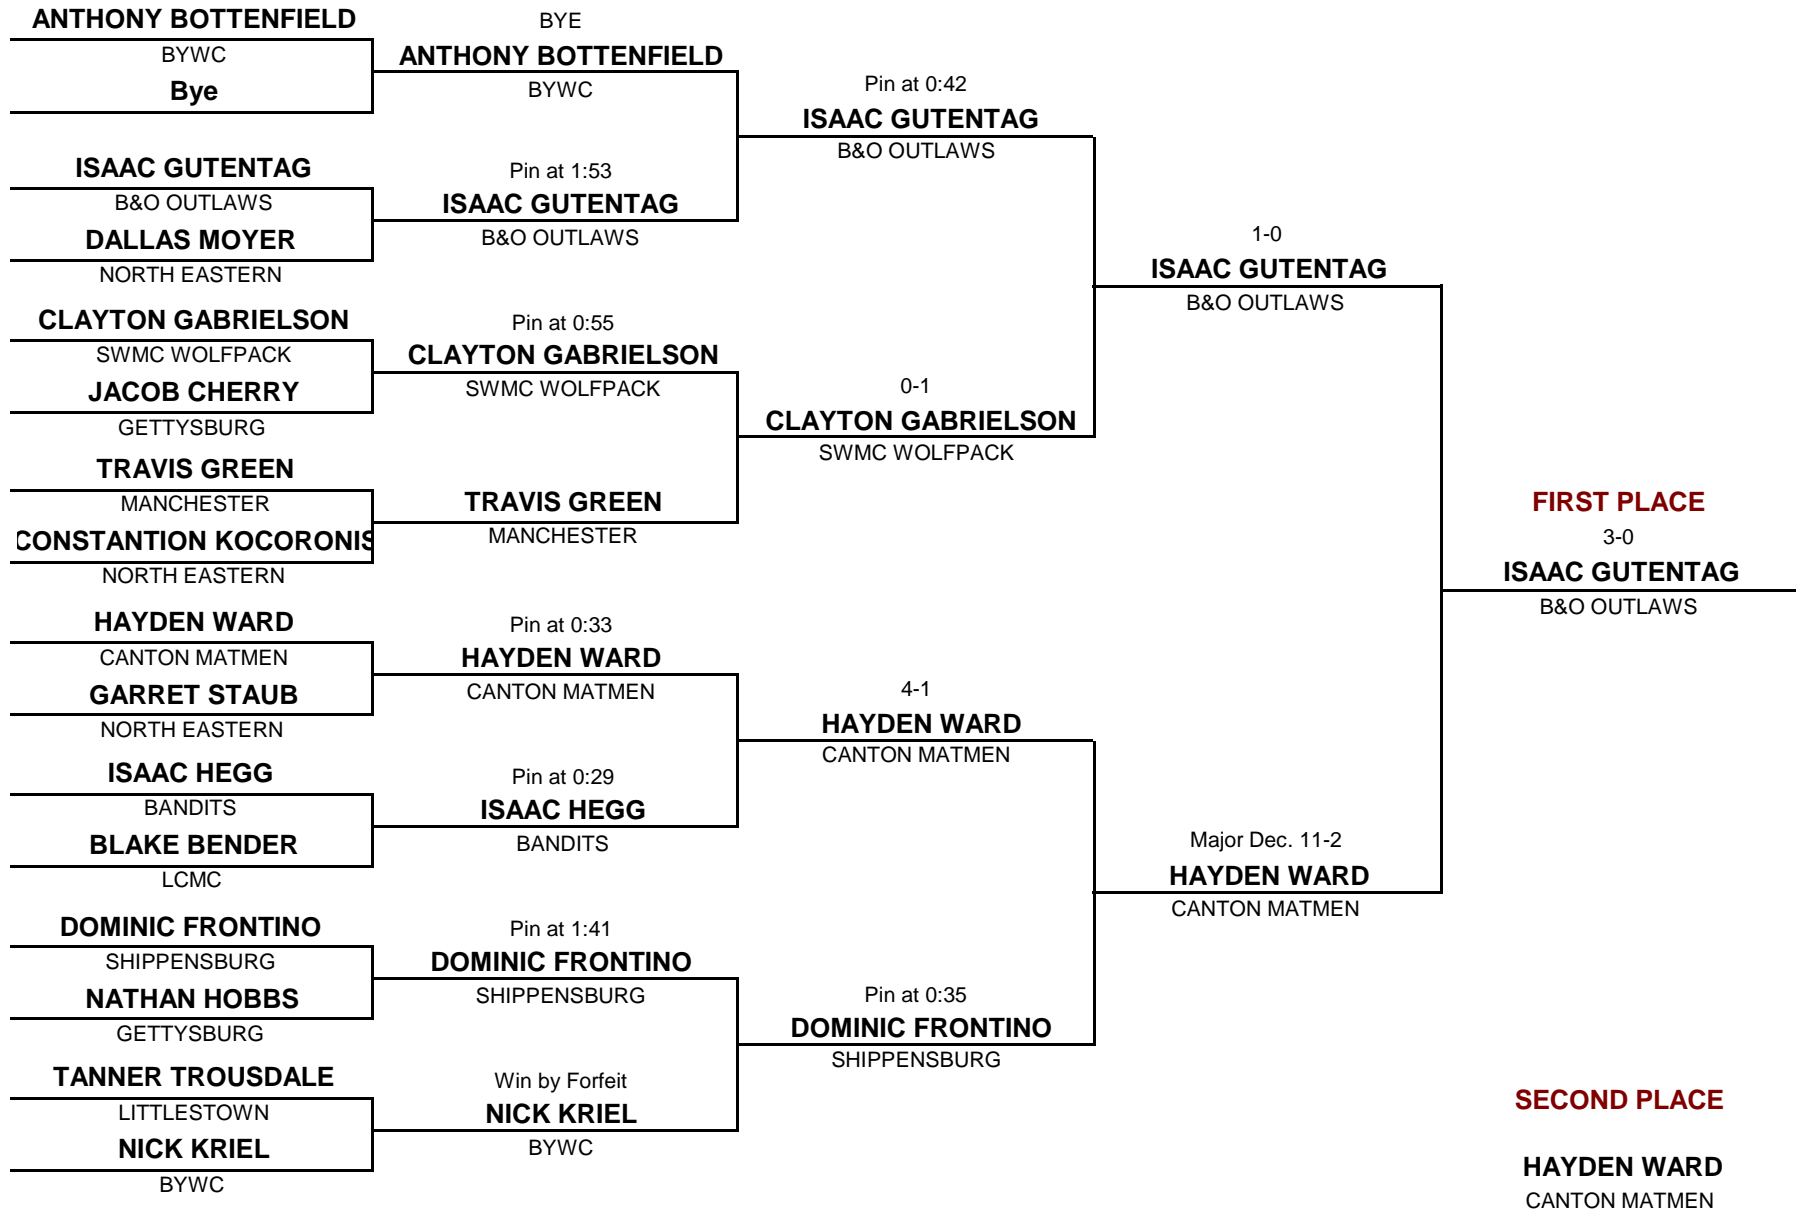 ANTHONY BOTTENFIELD
BYWC
Bye
ISAAC GUTENTAG
B&O OUTLAWS
DALLAS MOYER
NORTH EASTERN
CLAYTON GABRIELSON
SWMC WOLFPACK
JACOB CHERRY
GETTYSBURG
TRAVIS GREEN
MANCHESTER
CONSTANTION KOCORONIS
NORTH EASTERN
HAYDEN WARD
CANTON MATMEN
GARRET STAUB
NORTH EASTERN
ISAAC HEGG
BANDITS
BLAKE BENDER
LCMC
DOMINIC FRONTINO
SHIPPENSBURG
NATHAN HOBBS
GETTYSBURG
TANNER TROUSDALE
LITTLESTOWN
NICK KRIEL
BYWC
BYE
ANTHONY BOTTENFIELD
BYWC
Pin at 1:53
ISAAC GUTENTAG
B&O OUTLAWS
Pin at 0:55
CLAYTON GABRIELSON
SWMC WOLFPACK
TRAVIS GREEN
MANCHESTER
Pin at 0:33
HAYDEN WARD
CANTON MATMEN
Pin at 0:29
ISAAC HEGG
BANDITS
Pin at 1:41
DOMINIC FRONTINO
SHIPPENSBURG
Win by Forfeit
NICK KRIEL
BYWC
Pin at 0:42
ISAAC GUTENTAG
B&O OUTLAWS
0-1
CLAYTON GABRIELSON
SWMC WOLFPACK
4-1
HAYDEN WARD
CANTON MATMEN
Pin at 0:35
DOMINIC FRONTINO
SHIPPENSBURG
1-0
ISAAC GUTENTAG
B&O OUTLAWS
Major Dec. 11-2
HAYDEN WARD
CANTON MATMEN
FIRST PLACE
3-0
ISAAC GUTENTAG
B&O OUTLAWS
SECOND PLACE
HAYDEN WARD
CANTON MATMEN